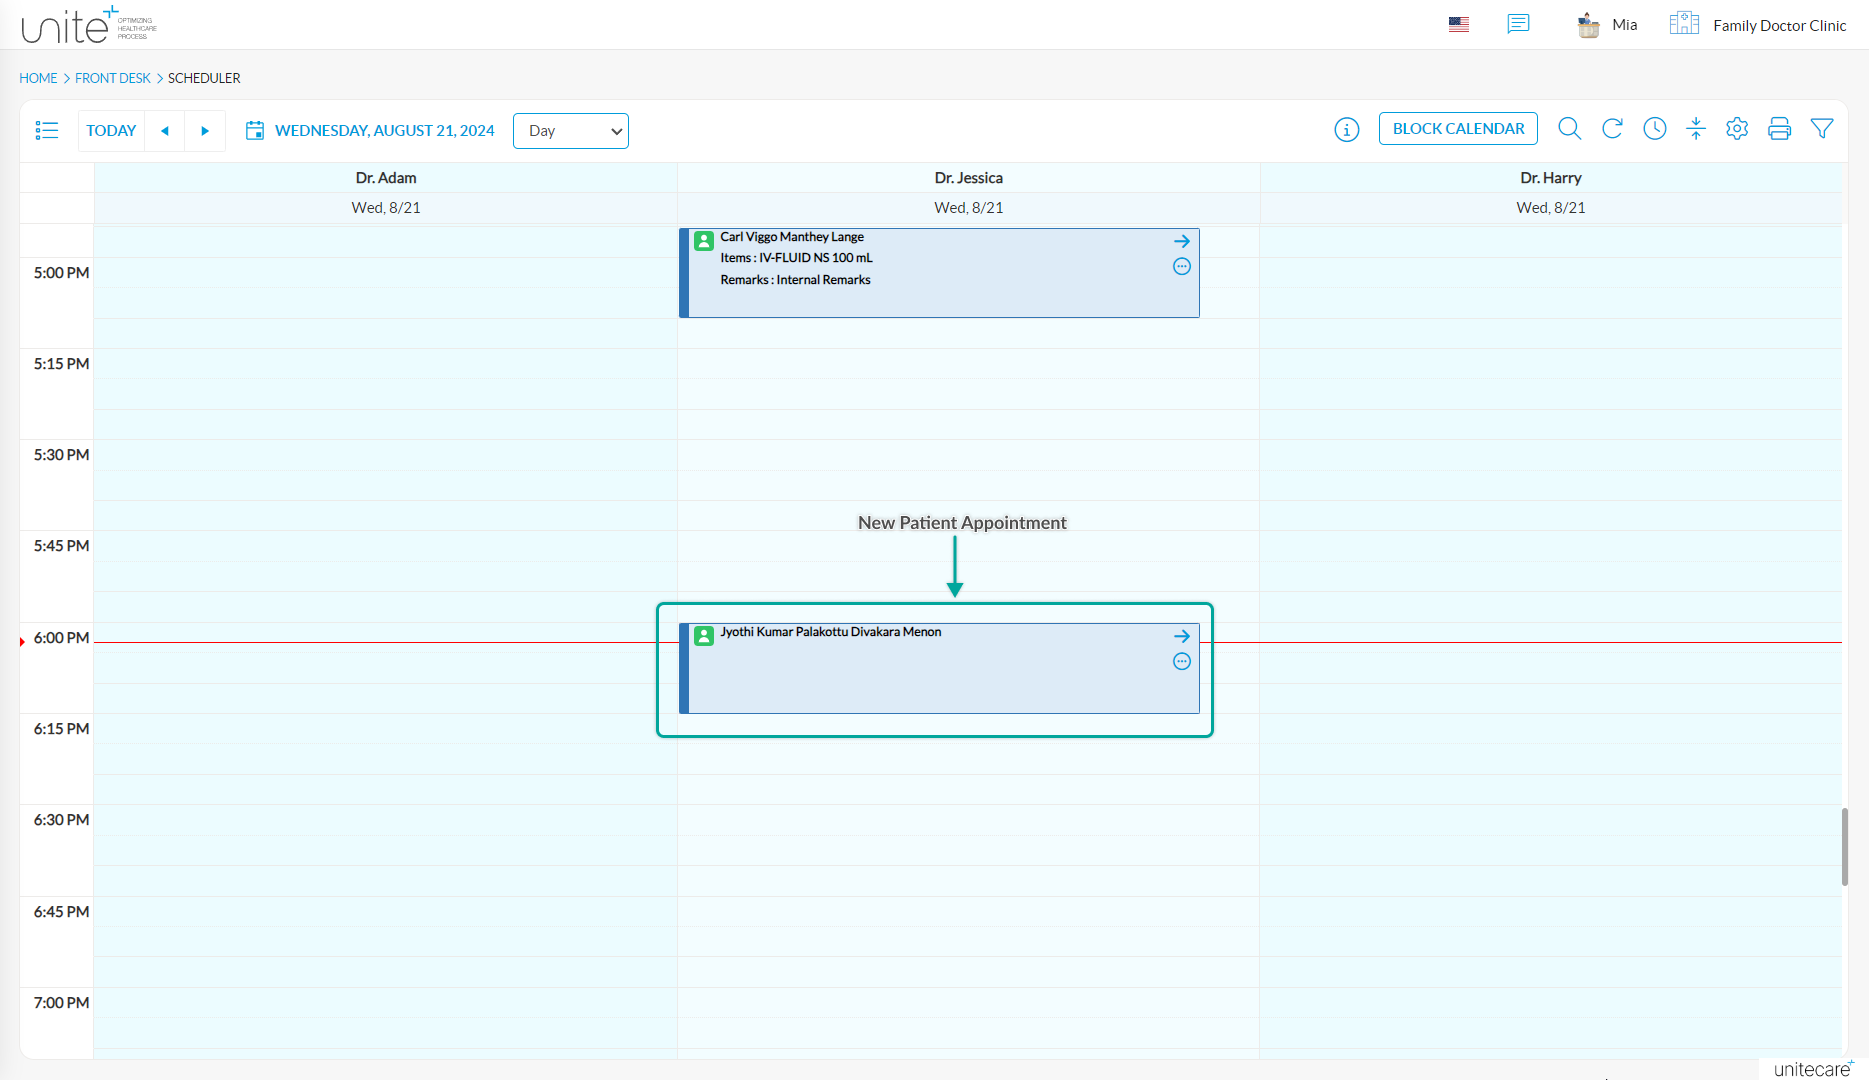 unite
OPTIMIZING
HEALTHCARE
PROCESS
Mia
Family Doctor Clinic
HOME > FRONT DESK > SCHEDULER
TODAY
WEDNESDAY, AUGUST 21, 2024
Day
BLOCK CALENDAR
Dr. Adam
Dr. Jessica
Dr. Harry
Wed, 8/21
Wed, 8/21
Wed, 8/21
Carl Viggo Manthey Lange
Items : IV-FLUID NS 100 mL
Remarks : Internal Remarks
5:00 PM
5:15 PM
5:30 PM
New Patient Appointment
5:45 PM
6:00 PM
Jyothi Kumar Palakottu Divakara Menon
6:15 PM
6:30 PM
6:45 PM
7:00 PM
unitecare